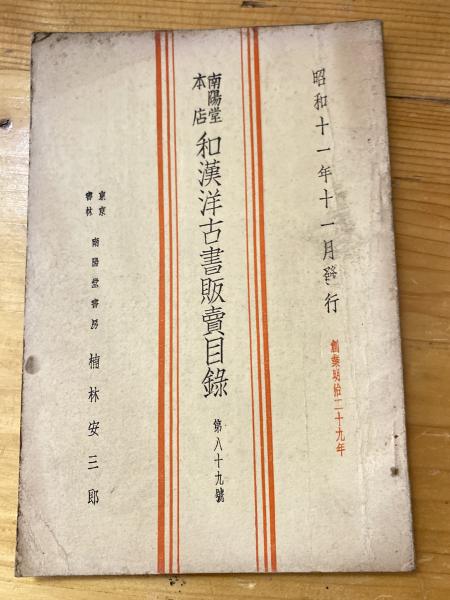 昭和十一年十一月發行
創業明治二十九年
南陽堂本店
和漢洋古書販賣目錄
第八十九號
東京書林
南陽堂書房
楠林安三郎